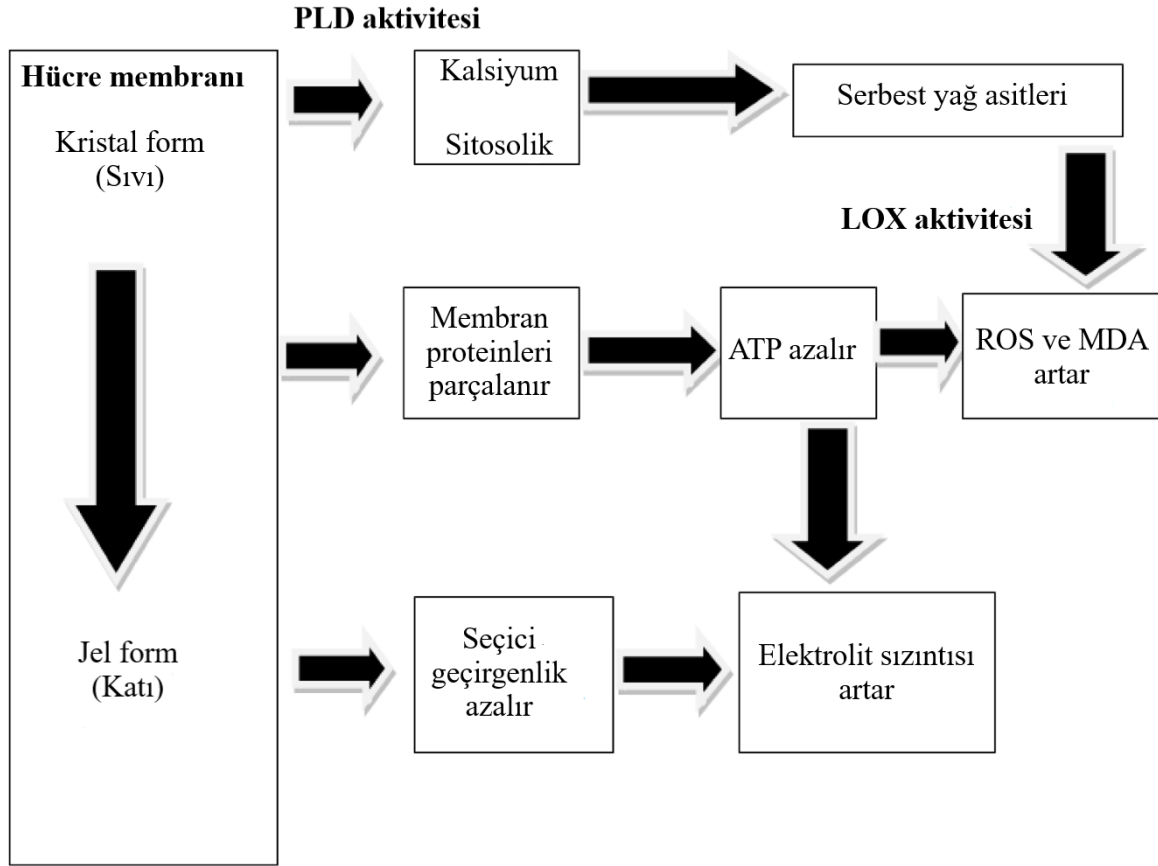 PLD aktivitesi
Hücre membranı
Kristal form
(Sıvı)
Jel form
(Katı)
Kalsiyum
Sitosolik
Serbest yağ asitleri
LOX aktivitesi
Membran
proteinleri
parçalanır
ATP azalır
ROS ve MDA
artar
Seçici
geçirgenlik
azalır
Elektrolit sızıntısı
artar